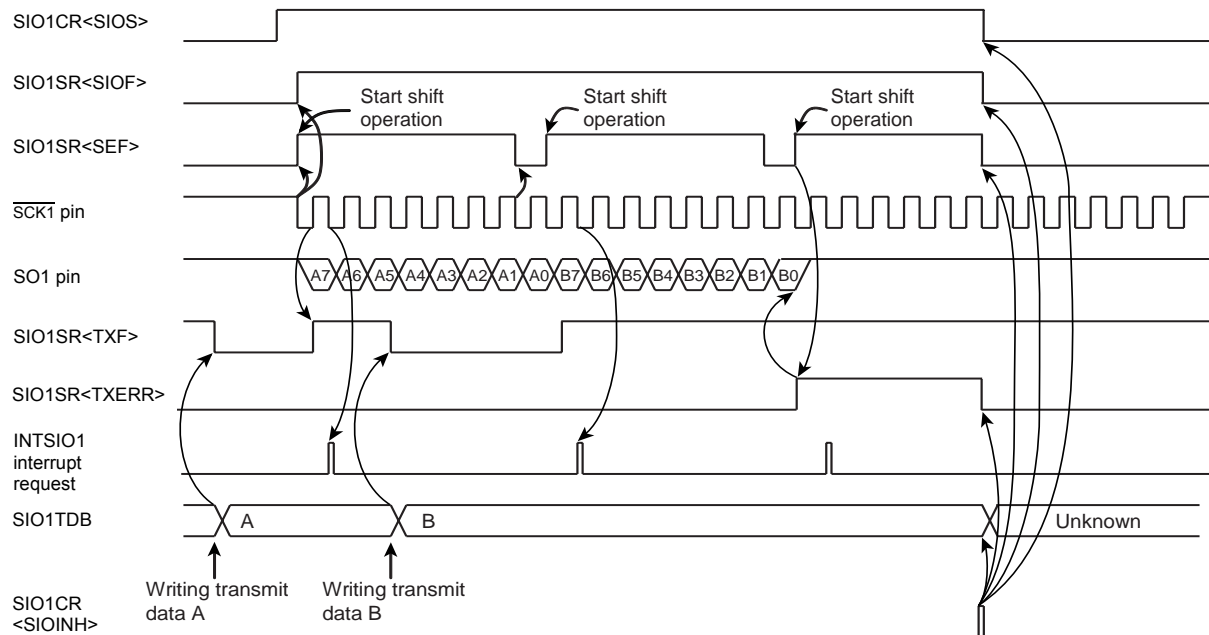 SIO1CR<SIOS>
SIO1SR<SIOF>
Start shift
operation
Start shift
operation
Start shift
operation
SIO1SR<SEF>
SCK1 pin
SO1 pin
A7 A6 A5 A4 A3 A2 A1 A0 B7 B6 B5 B4 B3 B2 B1 B0
SIO1SR<TXF>
SIO1SR<TXERR>
INTSIO1
interrupt
request
SIO1TDB
A
B
Unknown
Writing transmit
data A
Writing transmit
data B
SIO1CR
<SIOINH>